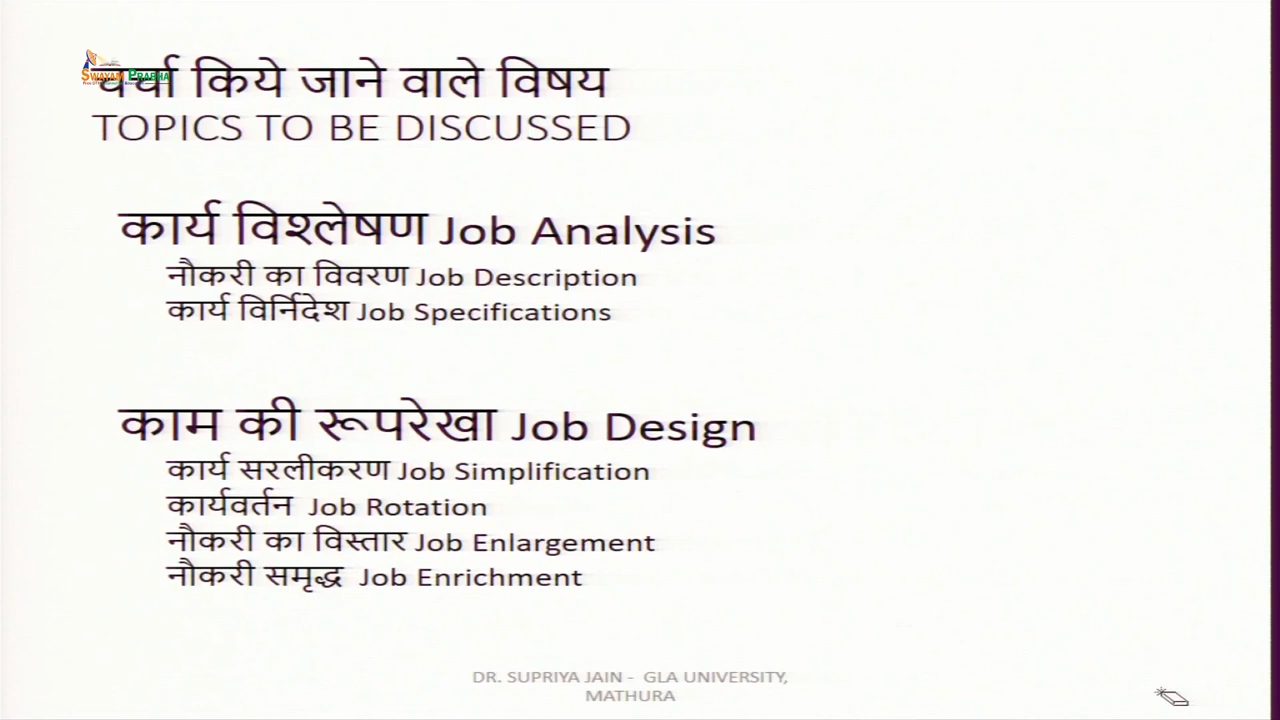 SWAYAM PRABHA
चर्चा किये जाने वाले विषय
TOPICS TO BE DISCUSSED
कार्य विश्लेषण Job Analysis
नौकरी का विवरण Job Description
कार्य विर्निदेश Job Specifications
काम की रूपरेखा Job Design
कार्य सरलीकरण Job Simplification
कार्यवर्तन Job Rotation
नौकरी का विस्तार Job Enlargement
नौकरी समृद्ध Job Enrichment
DR. SUPRIYA JAIN - GLA UNIVERSITY,
MATHURA